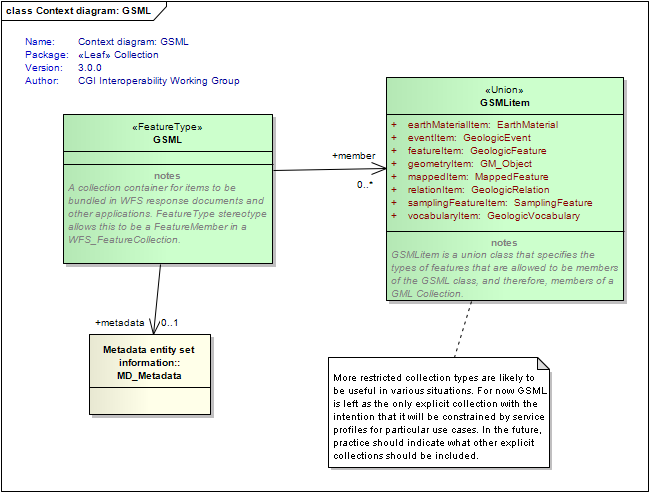 class Context diagram: GSML
Name: Context diagram: GSML
Package: «Leaf» Collection
Version: 3.0.0
Author: CGI Interoperability Working Group
«FeatureType»
GSML
notes
A collection container for items to be
bundled in WFS response documents and
other applications. FeatureType stereotype
allows this to be a FeatureMember in a
WFS_FeatureCollection.
+member
0..*
«Union»
GSMLitem
+ earthMaterialItem: EarthMaterial
+ eventItem: GeologicEvent
+ featureItem: GeologicFeature
+ geometryItem: GM_Object
+ mappedItem: MappedFeature
+ relationItem: GeologicRelation
+ samplingFeatureItem: SamplingFeature
+ vocabularyItem: GeologicVocabulary
notes
GSMLitem is a union class that specifies the
types of features that are allowed to be members
of the GSML class, and therefore, members of a
GML Collection.
+metadata 0..1
Metadata entity set
information::
MD_Metadata
More restricted collection types are likely to
be useful in various situations. For now GSML
is left as the only explicit collection with the
intention that it will be constrained by service
profiles for particular use cases. In the future,
practice should indicate what other explicit
collections should be included.